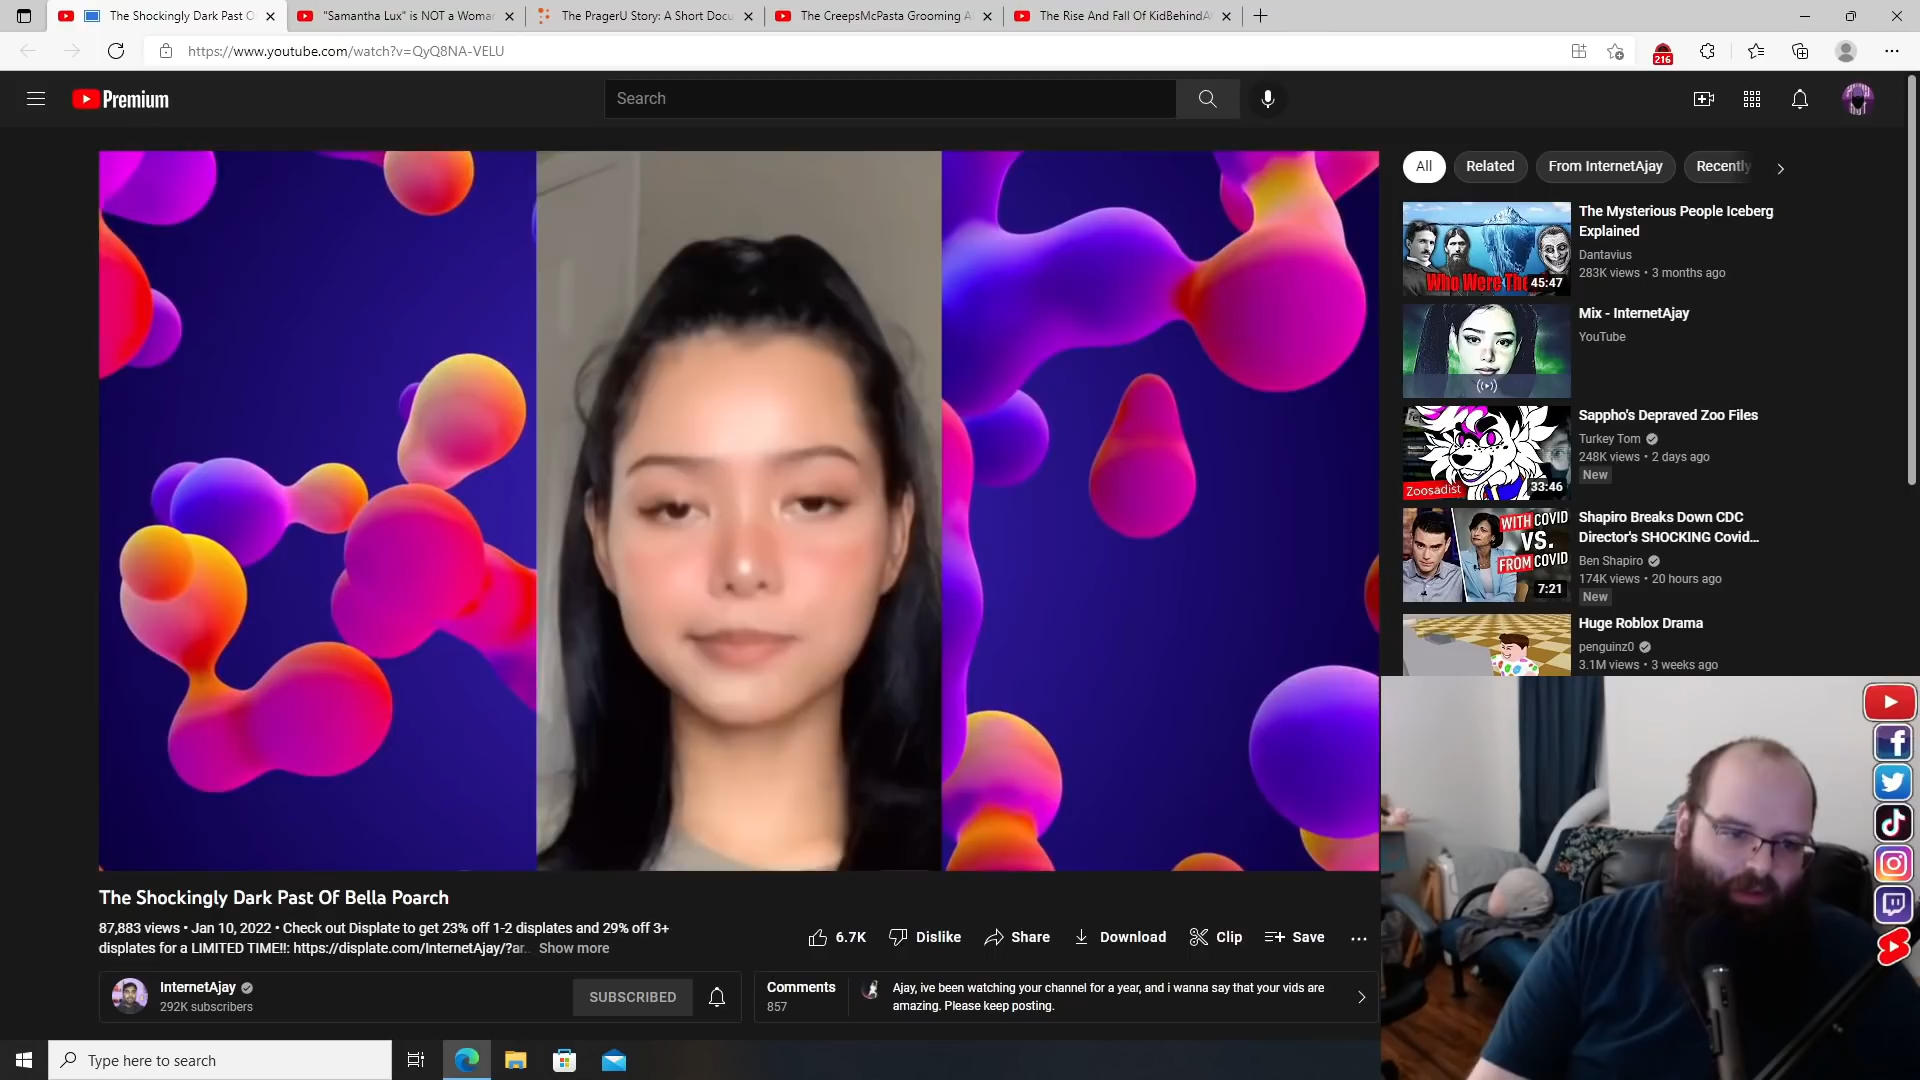 The Shockingly Dark Past O
"Samantha Lux" is NOT a Woma
The PragerU Story: A Short Docu
The CreepsMcPasta Grooming A
The Rise And Fall Of KidBehindA
https://www.youtube.com/watch?v=QyQ8NA-VELU
216
Premium
Search
All
Related
From InternetAjay
Recently
The Mysterious People Iceberg
Explained
Dantavius
283K views • 3 months ago
Who Were The
45:47
Mix - InternetAjay
YouTube
Sappho's Depraved Zoo Files
Turkey Tom
248K views • 2 days ago
New
Zoosadist
33:46
Shapiro Breaks Down CDC
Director's SHOCKING Covid...
Ben Shapiro
174K views • 20 hours ago
New
WITH COVID
VS.
FROM COVID
7:21
Huge Roblox Drama
penguinz0
3.1M views • 3 weeks ago
The Shockingly Dark Past Of Bella Poarch
87,883 views • Jan 10, 2022 • Check out Displate to get 23% off 1-2 displates and 29% off 3+
displates for a LIMITED TIME!!: https://displate.com/InternetAjay/?ar... Show more
6.7K
Dislike
Share
Download
Clip
Save
InternetAjay
292K subscribers
SUBSCRIBED
Comments
857
Ajay, ive been watching your channel for a year, and i wanna say that your vids are
amazing. Please keep posting.
Type here to search